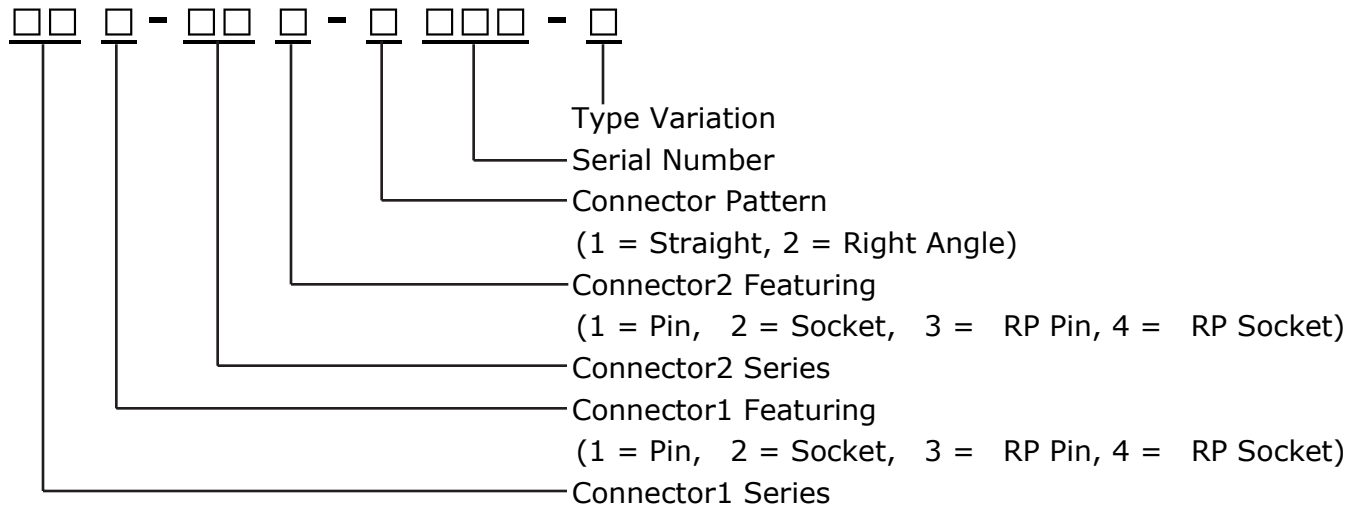 □□ □-□□ □-□ □□□-□
Type Variation
Serial Number
Connector Pattern
(1 = Straight, 2 = Right Angle)
Connector2 Featuring
(1 = Pin, 2 = Socket, 3 = RP Pin, 4 = RP Socket)
Connector2 Series
Connector1 Featuring
(1 = Pin, 2 = Socket, 3 = RP Pin, 4 = RP Socket)
Connector1 Series